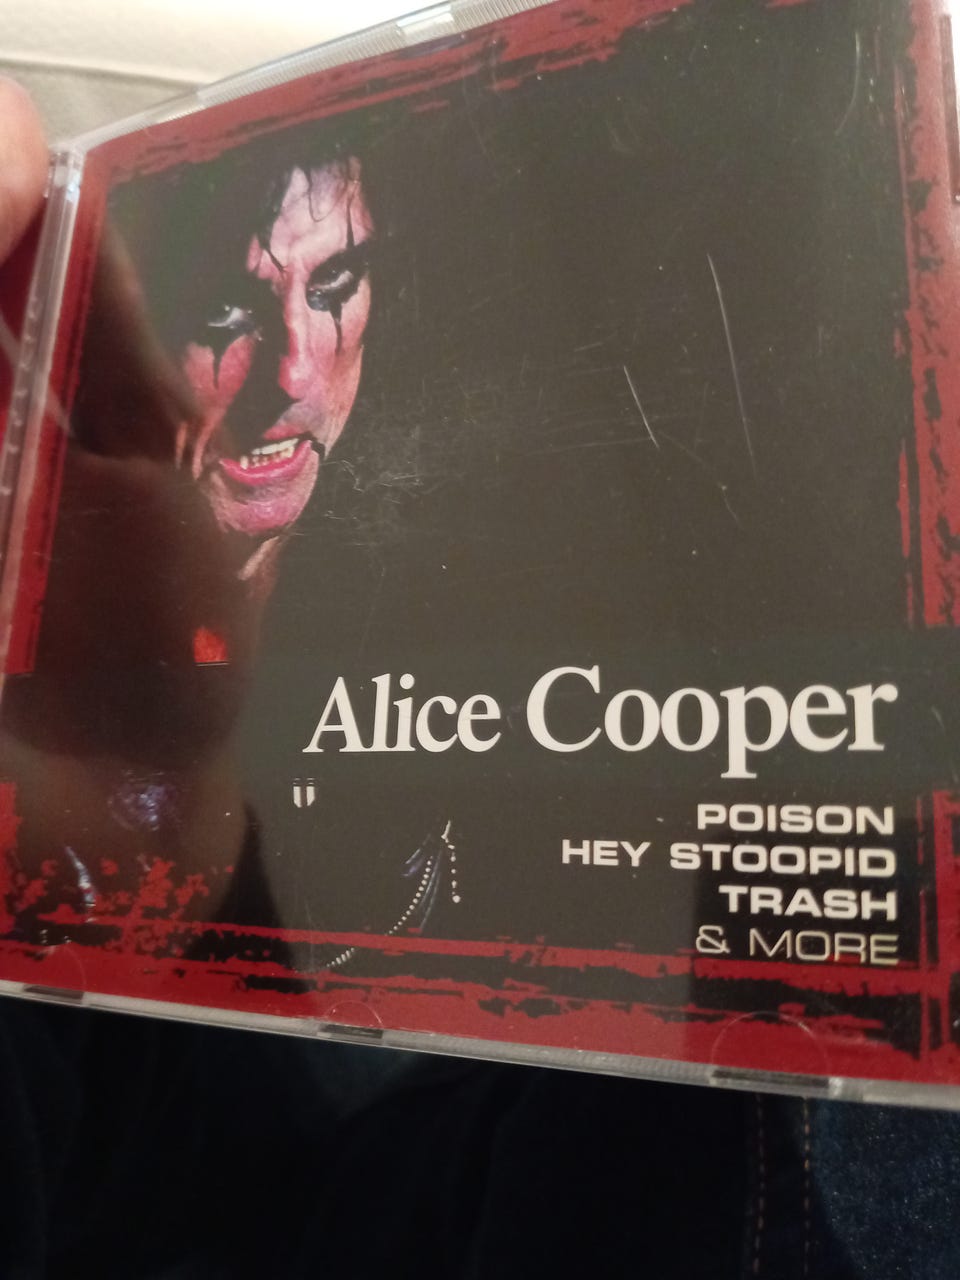 Alice Cooper
POISON
HEY STOOPID
TRASH
& MORE